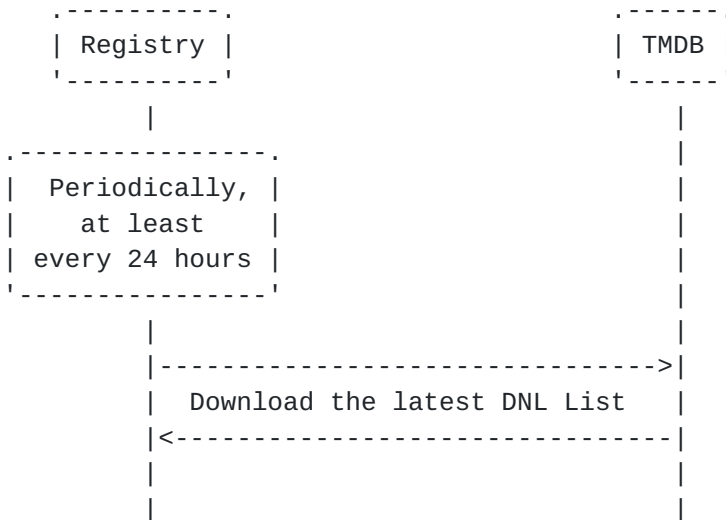 Registry TMDB
Periodically,
at least
every 24 hours
Download the latest DNL List